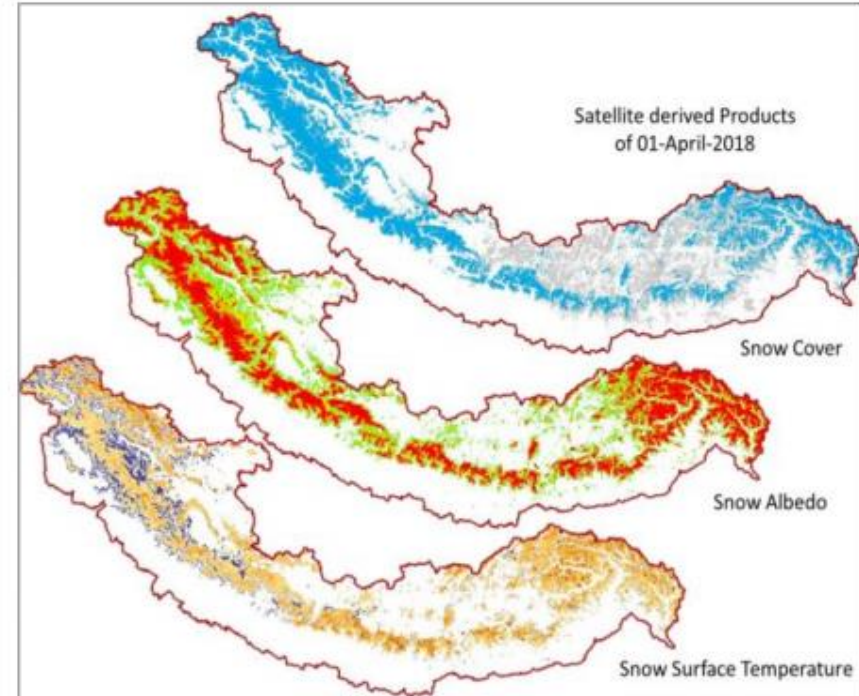 Satellite derived Products
of 01-April-2018
Snow Cover
Snow Albedo
Snow Surface Temperature